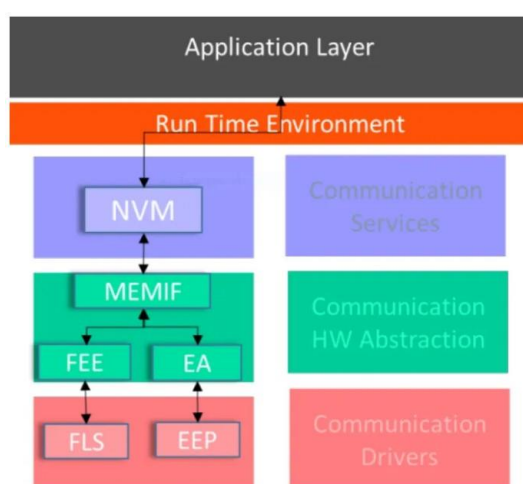 Application Layer
Run Time Environment
NVM
Communication
Services
MEMIF
FEE
EA
Communication
HW Abstraction
FLS
EEP
Communication
Drivers